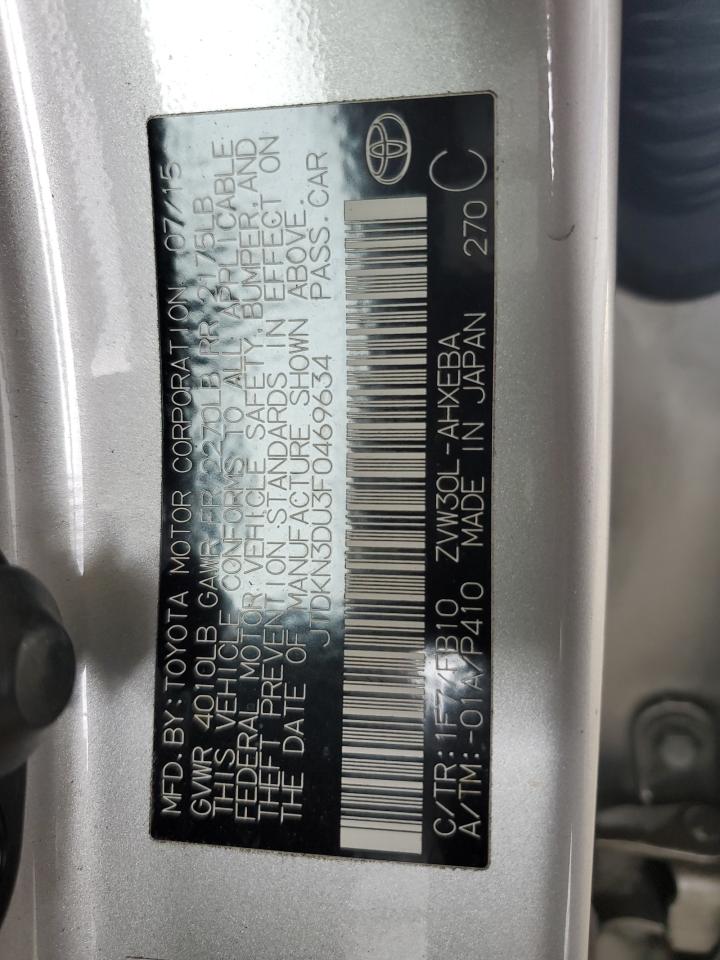 MFD. BY: TOYOTA MOTOR CORPORATION 07/15
GVWR 4010LB GAWR FR 2270LB RR 2175LB
THIS VEHICLE CONFORMS TO ALL APPLICABLE
FEDERAL MOTOR VEHICLE SAFETY, BUMPER, AND
THEFT PREVENTION STANDARDS IN EFFECT ON
THE DATE OF MANUFACTURE SHOWN ABOVE.
JTDKN3DU3F0469634 PASS. CAR
C/TR: 1F7/FB10 ZVW30L-AHXEBA
A/TM: -01A/P410 MADE IN JAPAN 270 C